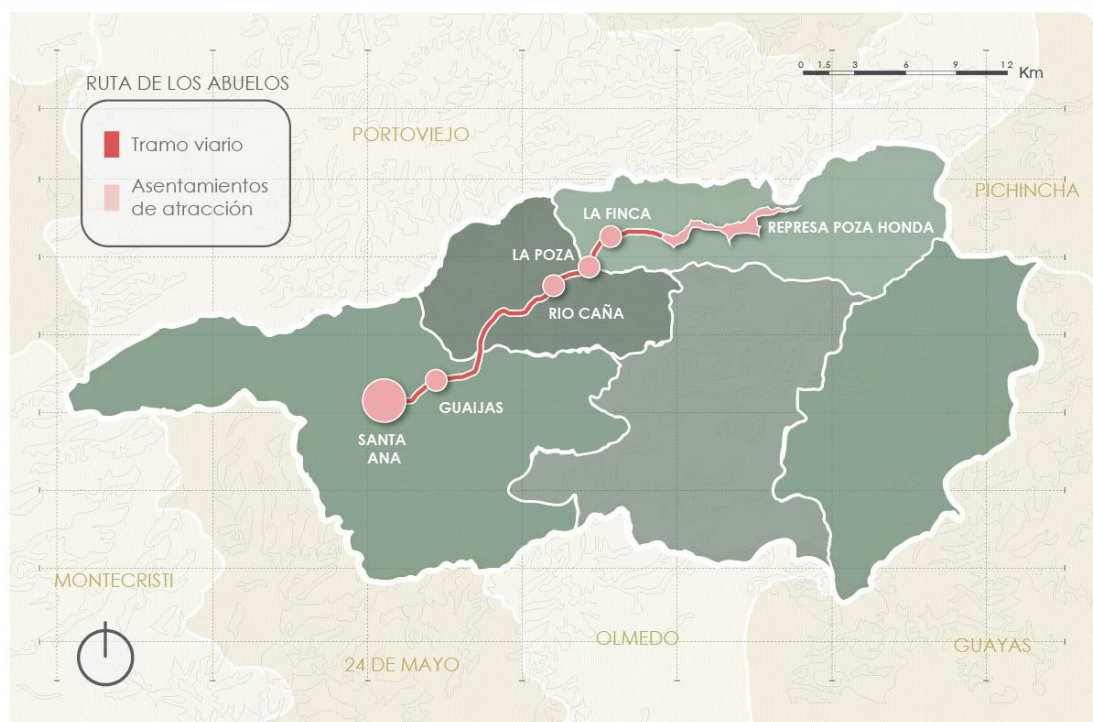 RUTA DE LOS ABUELOS
Tramo viario
Asentamientos
de atracción
0 1.5 3 6 9 12 Km
PORTOVIEJO
PICHINCHA
LA FINCA
REPRESA POZA HONDA
LA POZA
RIO CAÑA
GUAIJAS
SANTA
ANA
MONTECRISTI
OLMEDO
24 DE MAYO
GUAYAS